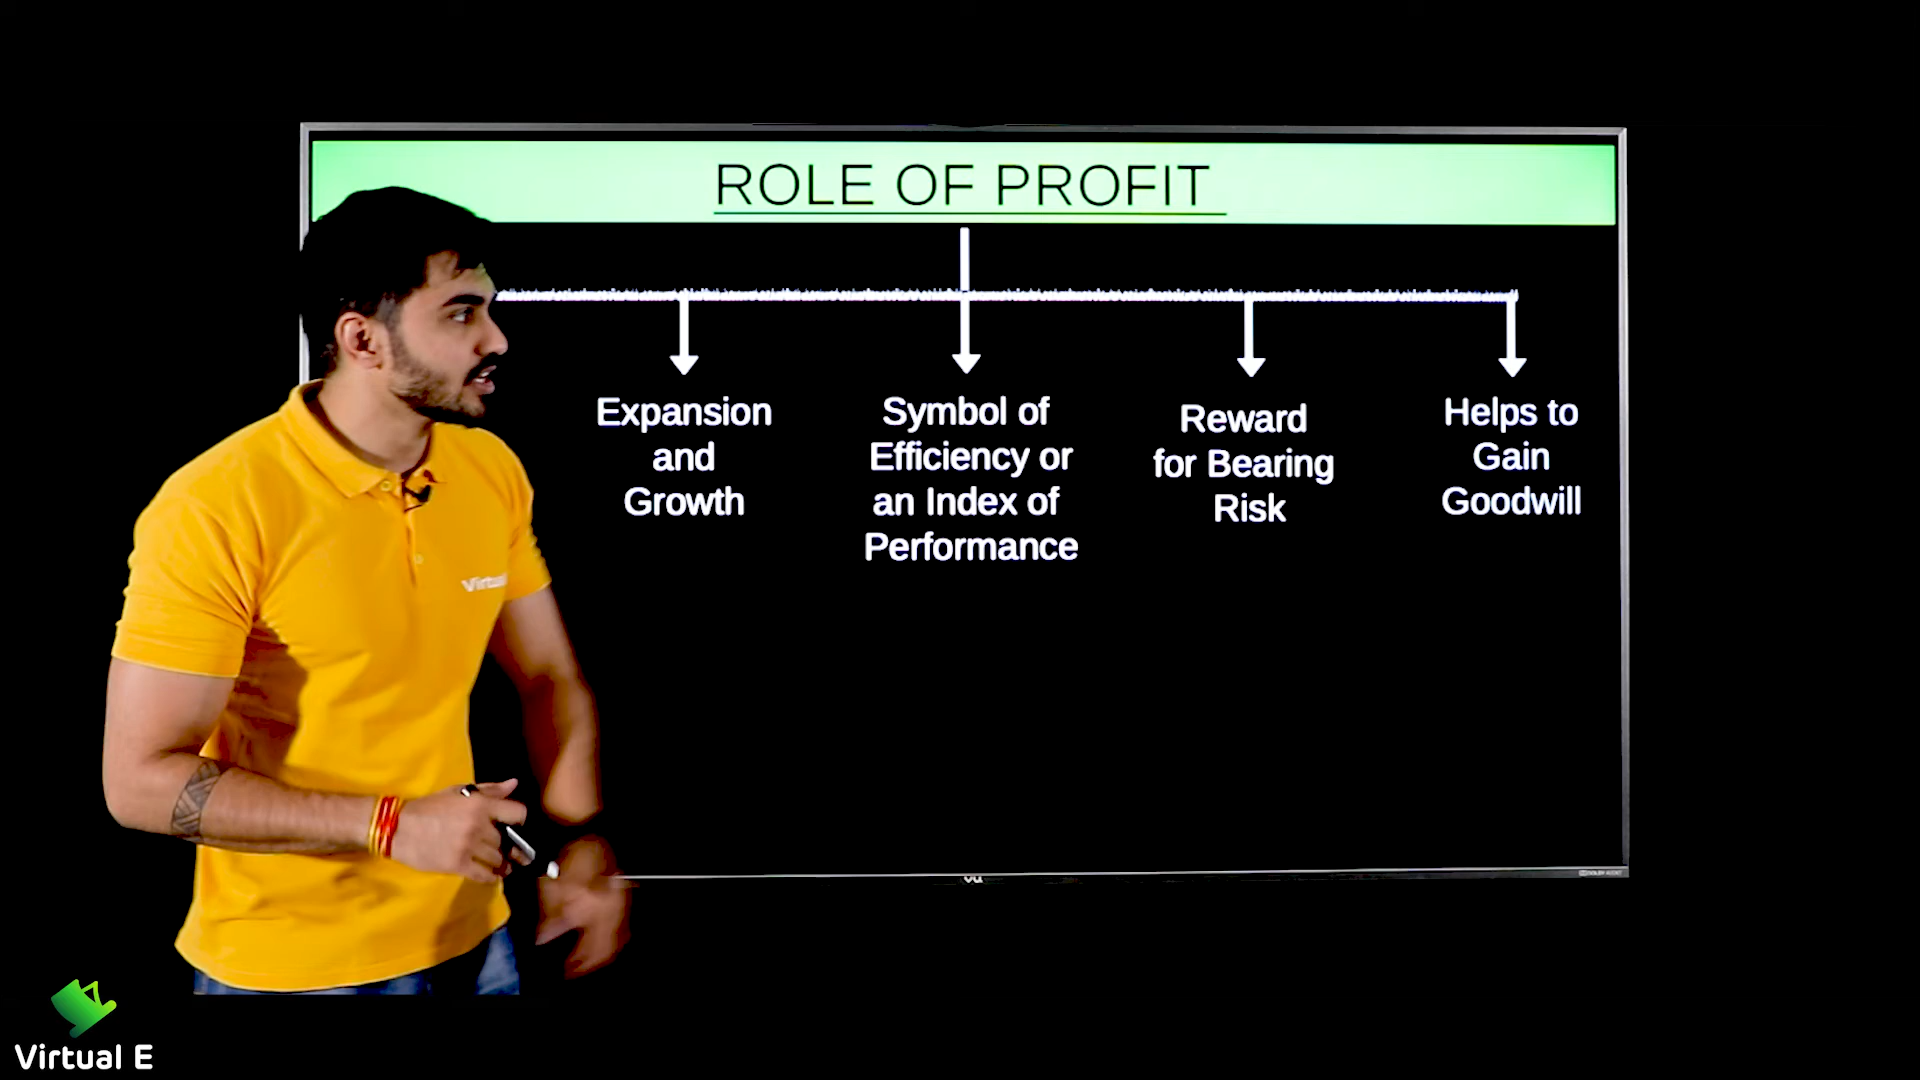 ROLE OF PROFIT
Expansion
and
Growth
Symbol of
Efficiency or
an Index of
Performance
Reward
for Bearing
Risk
Helps to
Gain
Goodwill
Virtual E